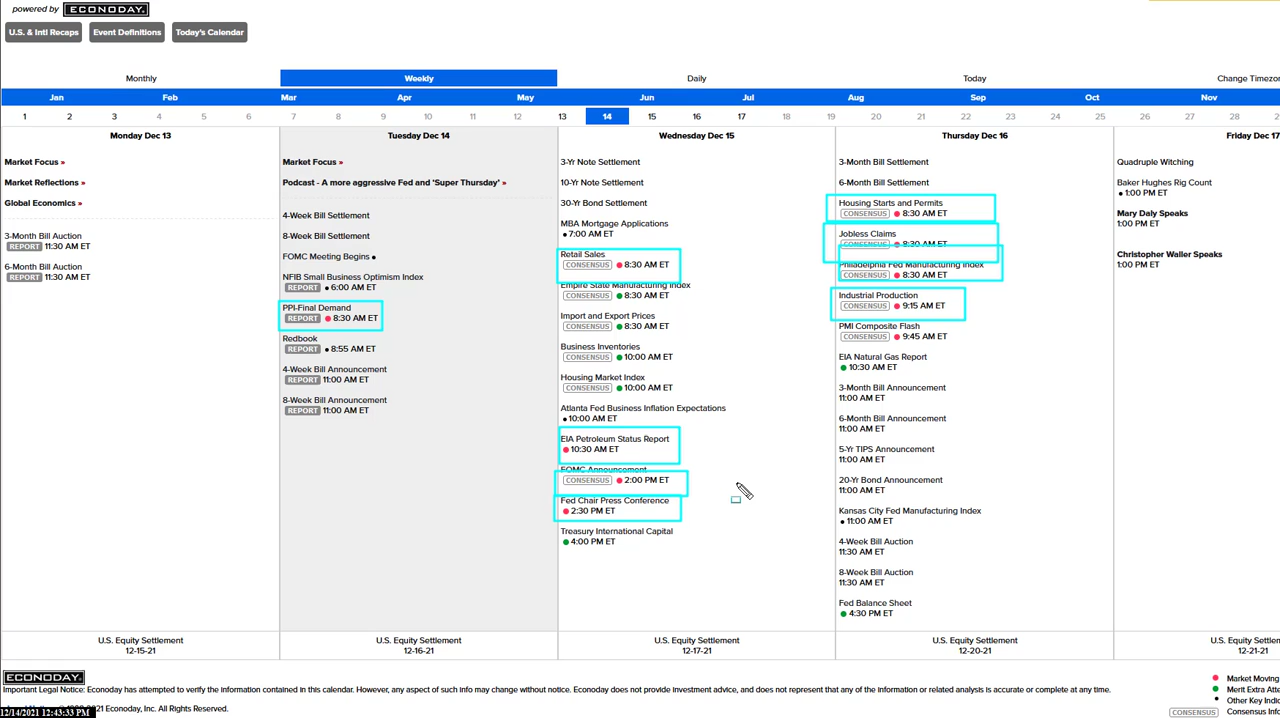 powered by ECONODAY.
U.S. & Intl Recaps Event Definitions Today's Calendar
Monthly Weekly Daily Today Change Timezon
Jan Feb Mar Apr May Jun Jul Aug Sep Oct Nov
1 2 3 4 5 6 7 8 9 10 11 12 13 14 15 16 17 18 19 20 21 22 23 24 25 26 27 28 2
Monday Dec 13
Market Focus »
Market Reflections »
Global Economics »
3-Month Bill Auction
REPORT 11:30 AM ET
6-Month Bill Auction
REPORT 11:30 AM ET
U.S. Equity Settlement
12-15-21
Tuesday Dec 14
Market Focus »
Podcast - A more aggressive Fed and 'Super Thursday' »
4-Week Bill Settlement
8-Week Bill Settlement
FOMC Meeting Begins
NFIB Small Business Optimism Index
REPORT 6:00 AM ET
PPI-Final Demand
REPORT 8:30 AM ET
Redbook
REPORT 8:55 AM ET
4-Week Bill Announcement
REPORT 11:00 AM ET
8-Week Bill Announcement
REPORT 11:00 AM ET
U.S. Equity Settlement
12-16-21
Wednesday Dec 15
3-Yr Note Settlement
10-Yr Note Settlement
30-Yr Bond Settlement
MBA Mortgage Applications
7:00 AM ET
Retail Sales
CONSENSUS 8:30 AM ET
Empire State Manufacturing Index
CONSENSUS 8:30 AM ET
Import and Export Prices
CONSENSUS 8:30 AM ET
Business Inventories
CONSENSUS 10:00 AM ET
Housing Market Index
CONSENSUS 10:00 AM ET
Atlanta Fed Business Inflation Expectations
10:00 AM ET
EIA Petroleum Status Report
10:30 AM ET
FOMC Announcement
CONSENSUS 2:00 PM ET
Fed Chair Press Conference
2:30 PM ET
Treasury International Capital
4:00 PM ET
U.S. Equity Settlement
12-17-21
Thursday Dec 16
3-Month Bill Settlement
6-Month Bill Settlement
Housing Starts and Permits
CONSENSUS 8:30 AM ET
Jobless Claims
CONSENSUS 8:30 AM ET
Philadelphia Fed Manufacturing Index
CONSENSUS 8:30 AM ET
Industrial Production
CONSENSUS 9:15 AM ET
PMI Composite Flash
CONSENSUS 9:45 AM ET
EIA Natural Gas Report
10:30 AM ET
3-Month Bill Announcement
11:00 AM ET
6-Month Bill Announcement
11:00 AM ET
5-Yr TIPS Announcement
11:00 AM ET
20-Yr Bond Announcement
11:00 AM ET
Kansas City Fed Manufacturing Index
11:00 AM ET
4-Week Bill Auction
11:30 AM ET
8-Week Bill Auction
11:30 AM ET
Fed Balance Sheet
4:30 PM ET
U.S. Equity Settlement
12-20-21
Friday Dec 17
Quadruple Witching
Baker Hughes Rig Count
1:00 PM ET
Mary Daly Speaks
1:00 PM ET
Christopher Waller Speaks
1:00 PM ET
U.S. Equity Settlem
12-21-21
ECONODAY
Important Legal Notice: Econoday has attempted to verify the information contained in this calendar. However, any aspect of such info may change without notice. Econoday does not provide investment advice, and does not represent that any of the information or related analysis is accurate or complete at any time.
2021 Econoday, Inc. All Rights Reserved.
12/14/2021 12:43:33 PM
Market Moving
Merit Extra Atte
Other Key Indic
CONSENSUS Consensus Info